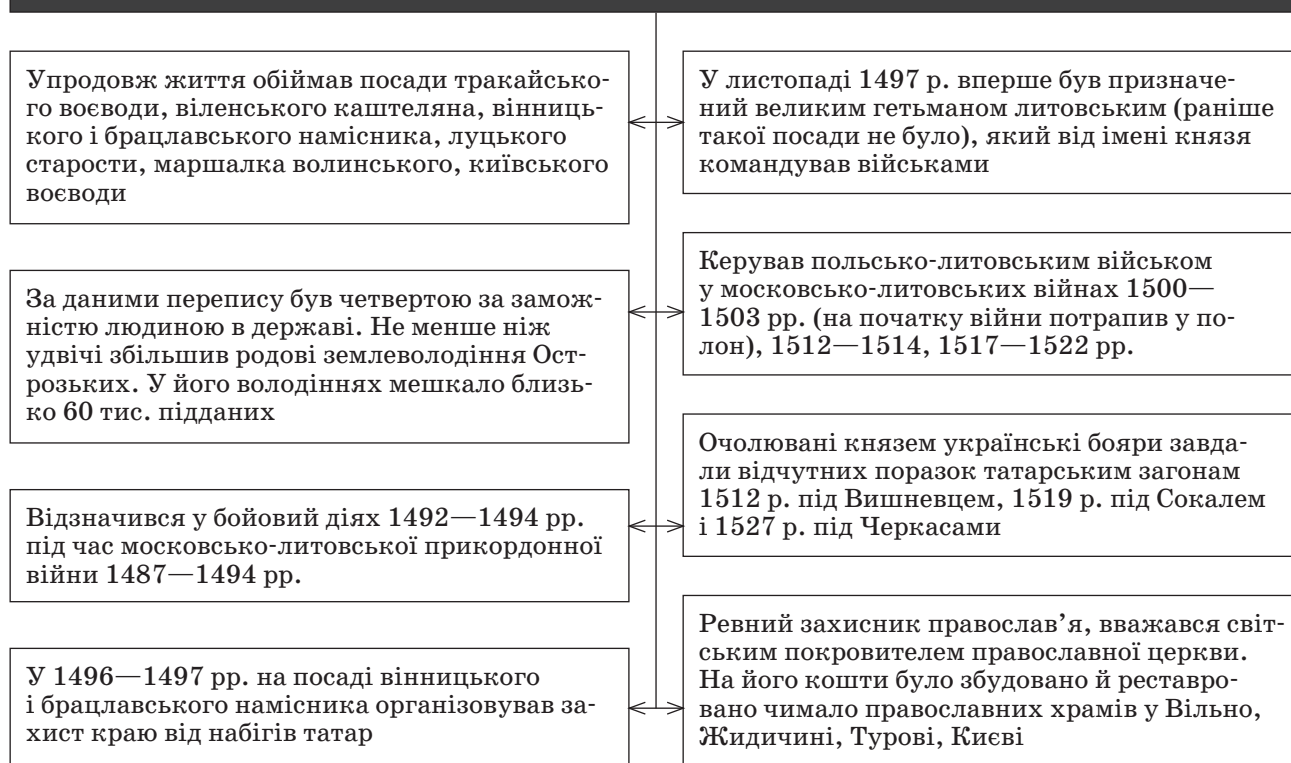 Упродовж життя обіймав посади тракайсько-
го воєводи, віленського каштеляна, вінниць-
кого і брацлавського намісника, луцького
старости, маршалка волинського, київського
воєводи
За даними перепису був четвертою за замож-
ністю людиною в державі. Не менше ніж
удвічі збільшив родові землеволодіння Ост-
розьких. У його володіннях мешкало близь-
ко 60 тис. підданих
Відзначився у бойовий діях 1492—1494 рр.
під час московсько-литовської прикордонної
війни 1487—1494 рр.
У 1496—1497 рр. на посаді вінницького
і брацлавського намісника організовував за-
хист краю від набігів татар
У листопаді 1497 р. вперше був призначе-
ний великим гетьманом литовським (раніше
такої посади не було), який від імені князя
командував військами
Керував польсько-литовським військом
у московсько-литовських війнах 1500—
1503 рр. (на початку війни потрапив у по-
лон), 1512—1514, 1517—1522 рр.
Очолювані князем українські бояри завда-
ли відчутних поразок татарським загонам
1512 р. під Вишневцем, 1519 р. під Сокалем
і 1527 р. під Черкасами
Ревний захисник православ’я, вважався світ-
ським покровителем православної церкви.
На його кошти було збудовано й реставро-
вано чимало православних храмів у Вільно,
Жидичині, Турові, Києві